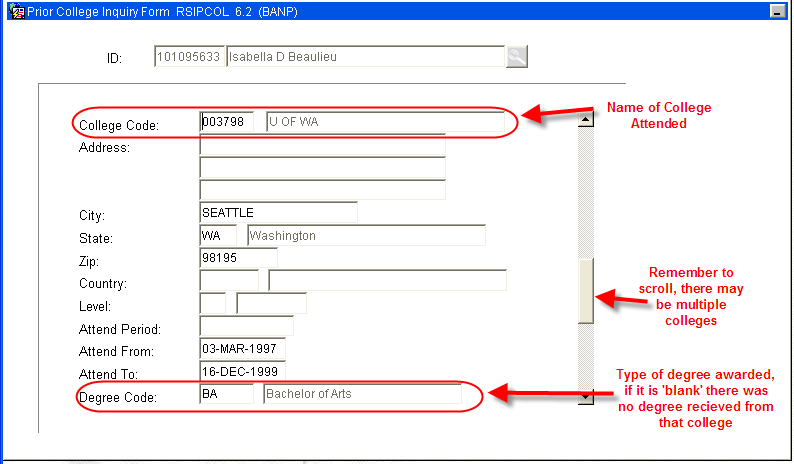 Prior College Inquiry Form RSIPCOL 6.2 (BANP)
ID: 101095633 Isabella D Beaulieu
College Code: 003798 U OF WA
Name of College
Attended
Address:
City: SEATTLE
State: WA Washington
Zip: 98195
Country:
Level:
Attend Period:
Attend From: 03-MAR-1997
Attend To: 16-DEC-1999
Degree Code: BA Bachelor of Arts
Remember to
scroll, there may
be multiple
colleges
Type of degree awarded,
if it is 'blank' there was
no degree recieved from
that college